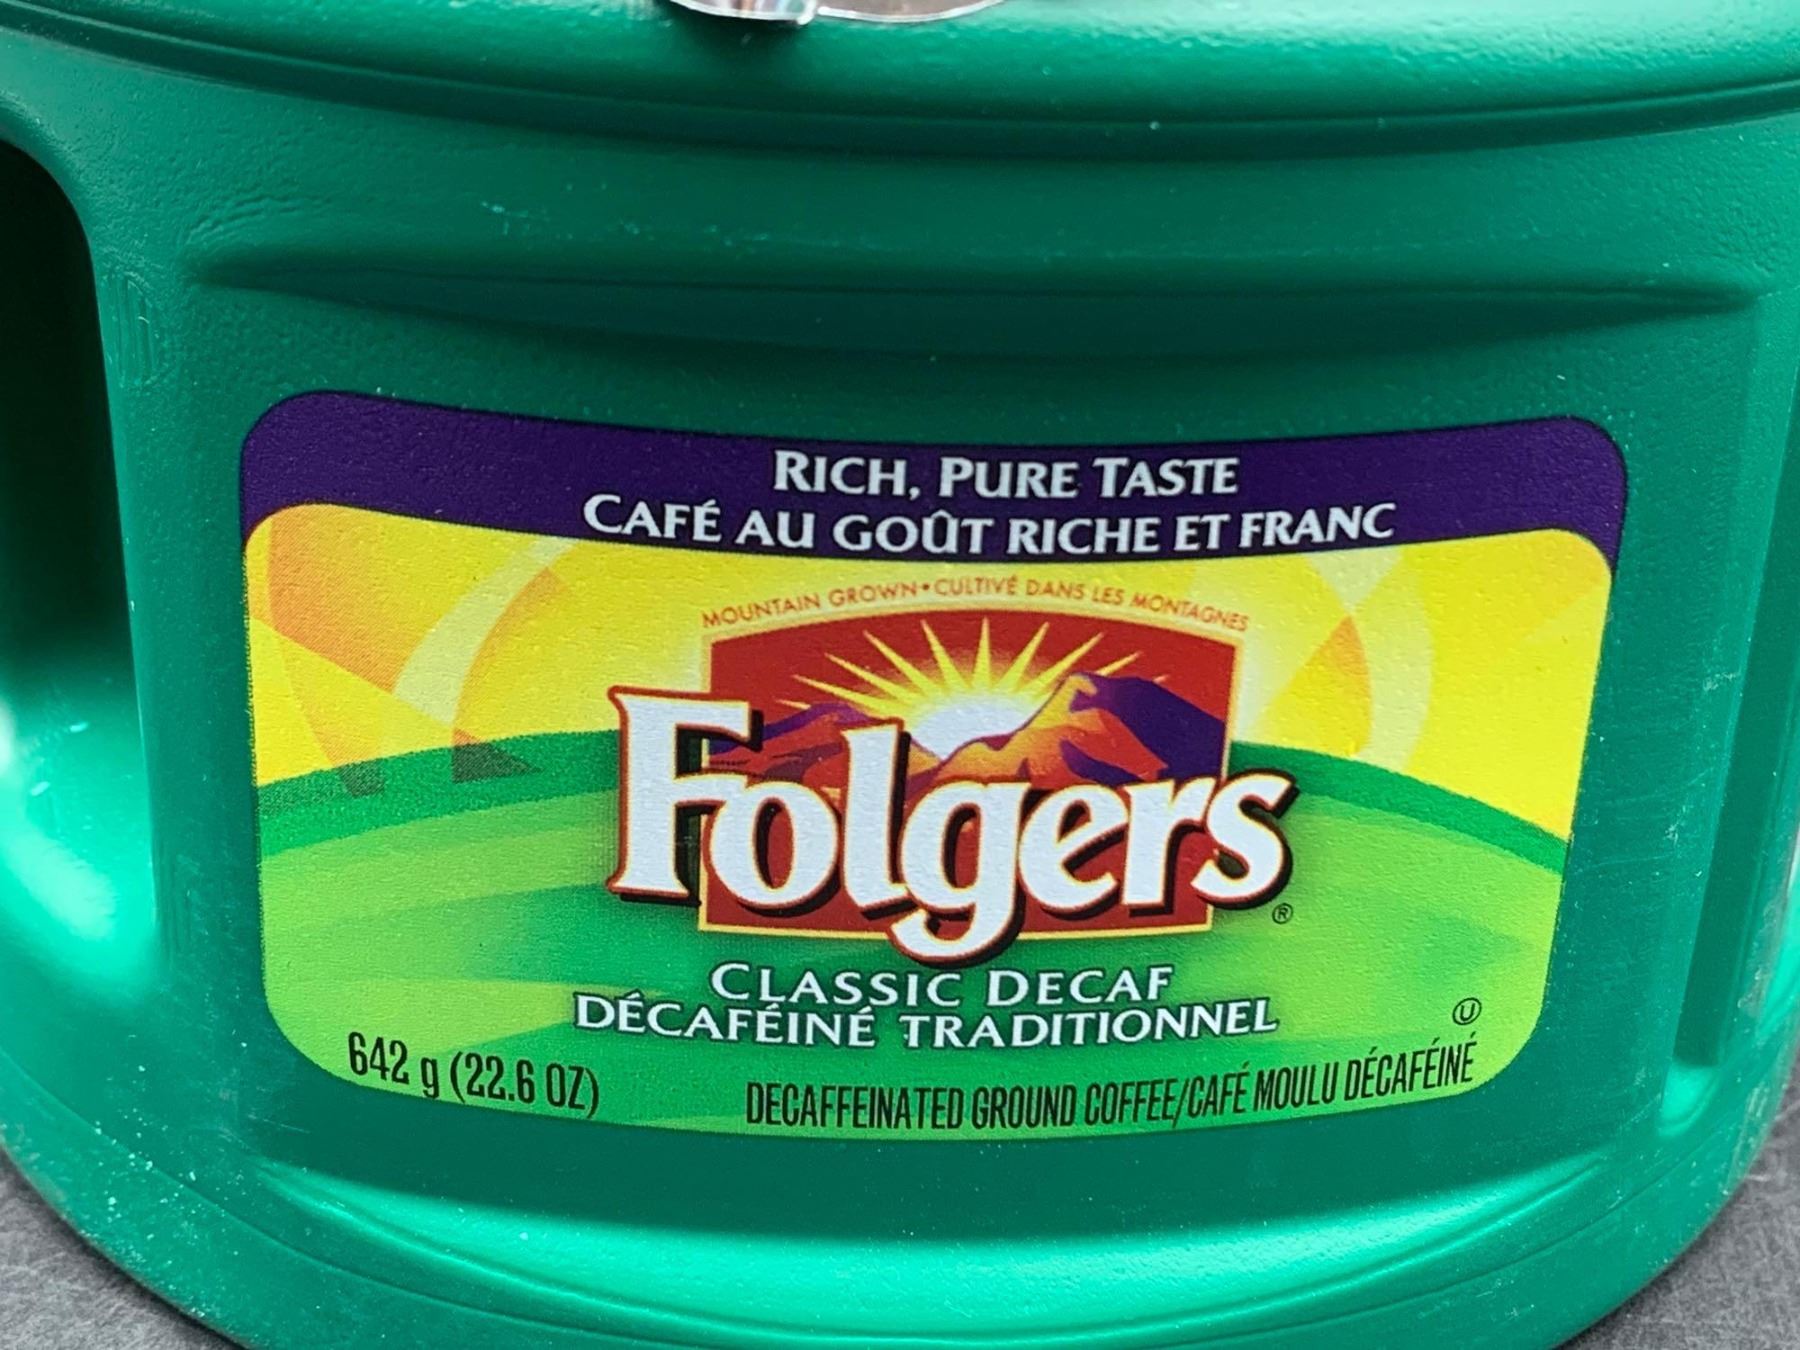 RICH, PURE TASTE
CAFÉ AU GOÛT RICHE ET FRANC
MOUNTAIN GROWN • CULTIVÉ DANS LES MONTAGNES
Folgers®
CLASSIC DECAF
DÉCAFÉINÉ TRADITIONNEL
U
642 g (22.6 OZ)
DECAFFEINATED GROUND COFFEE/CAFÉ MOULU DÉCAFÉINÉ